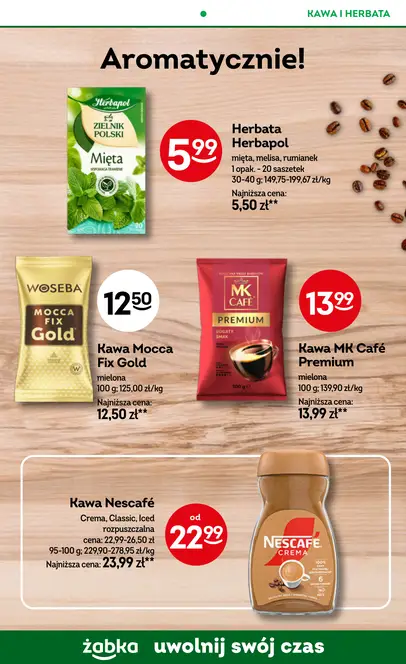 KAWA I HERBATA
Aromatycznie!
Herbapol
ZIELNIK
POLSKI
Mięta
5,99
Herbata
Herbapol
mięta, melisa, rumianek
1 opak. - 20 saszetek
30-40 g; 149,75-199,67 zł/kg
Najniższa cena:
5,50 zł**
WOSEBA
MOCCA
FIX
Gold
12,50
Kawa Mocca
Fix Gold
mielona
100 g; 125,00 zł/kg
Najniższa cena:
12,50 zł**
MK
CAFÉ
PREMIUM
13,99
Kawa MK Café
Premium
mielona
100 g; 139,90 zł/kg
Najniższa cena:
13,99 zł**
Kawa Nescafé
Crema, Classic, Iced
rozpuszczalna
cena: 22,99-26,50 zł
95-100 g; 229,90-278,95 zł/kg
Najniższa cena: 23,99 zł**
od
22,99
NESCAFÉ
CREMA
żabka uwolnij swój czas